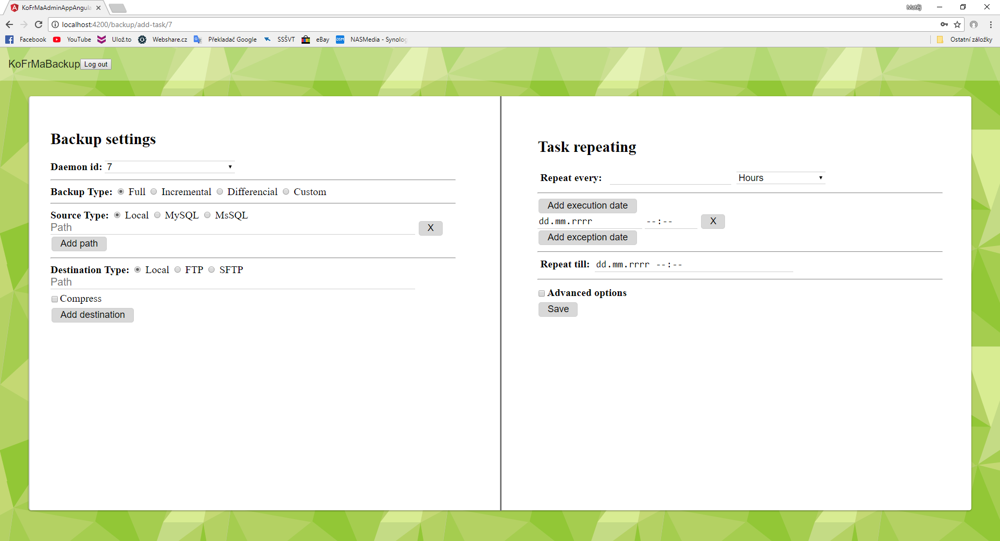 KoFrMaAdminAppAngula
Matěj
localhost:4200/backup/add-task/7
Facebook YouTube Ulož.to Webshare.cz Překladač Google SSŠVT eBay NASMedia - Synolog Ostatní záložky
KoFrMaBackup Log out
Backup settings
Daemon id: 7
Backup Type: Full Incremental Differencial Custom
Source Type: Local MySQL MsSQL
Path X
Add path
Destination Type: Local FTP SFTP
Path
Compress
Add destination
Task repeating
Repeat every: Hours
Add execution date
dd.mm.rrrr --:-- X
Add exception date
Repeat till: dd.mm.rrrr --:--
Advanced options
Save